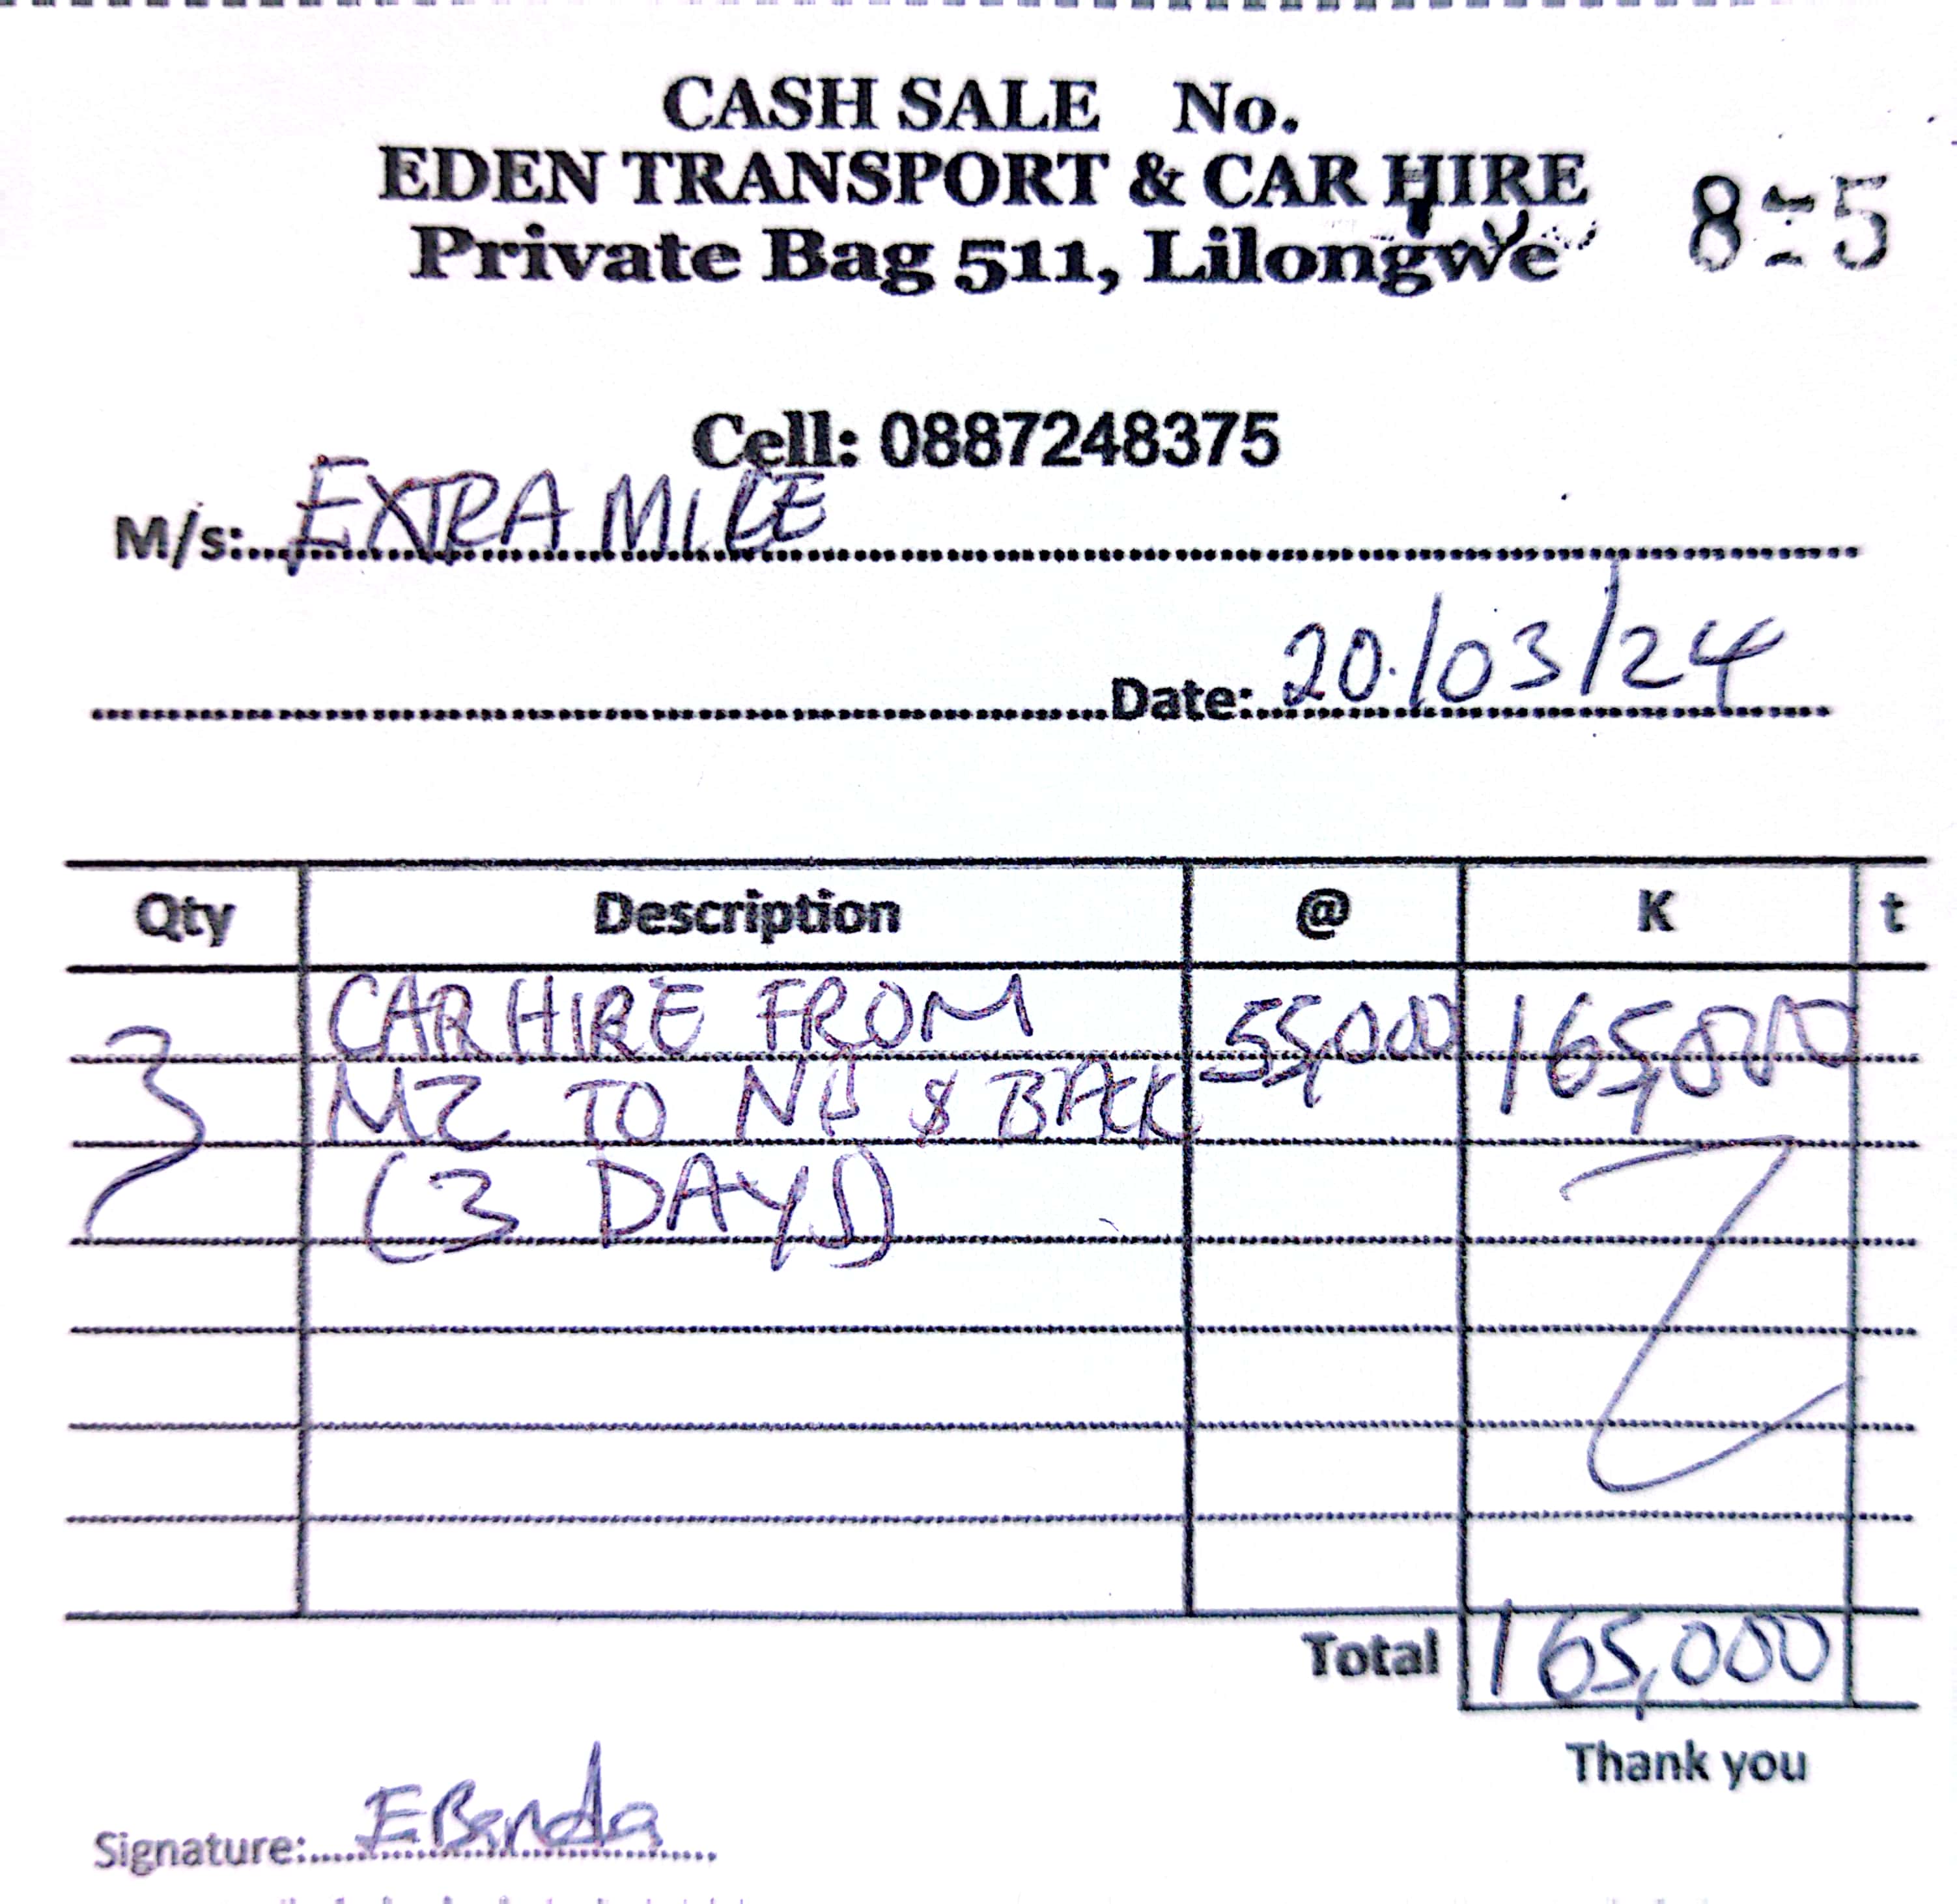 CASH SALE No.
EDEN TRANSPORT & CAR HIRE
Private Bag 511, Lilongwe
Cell: 0887248375
M/s: EXTRA MILE
Date: 20/03/24
Qty Description @ K t
3 CAR HIRE FROM 55,000 165,000
MZ TO NB & BACK
(3 DAYS)
Total 165,000
Thank you
Signature: E Banda